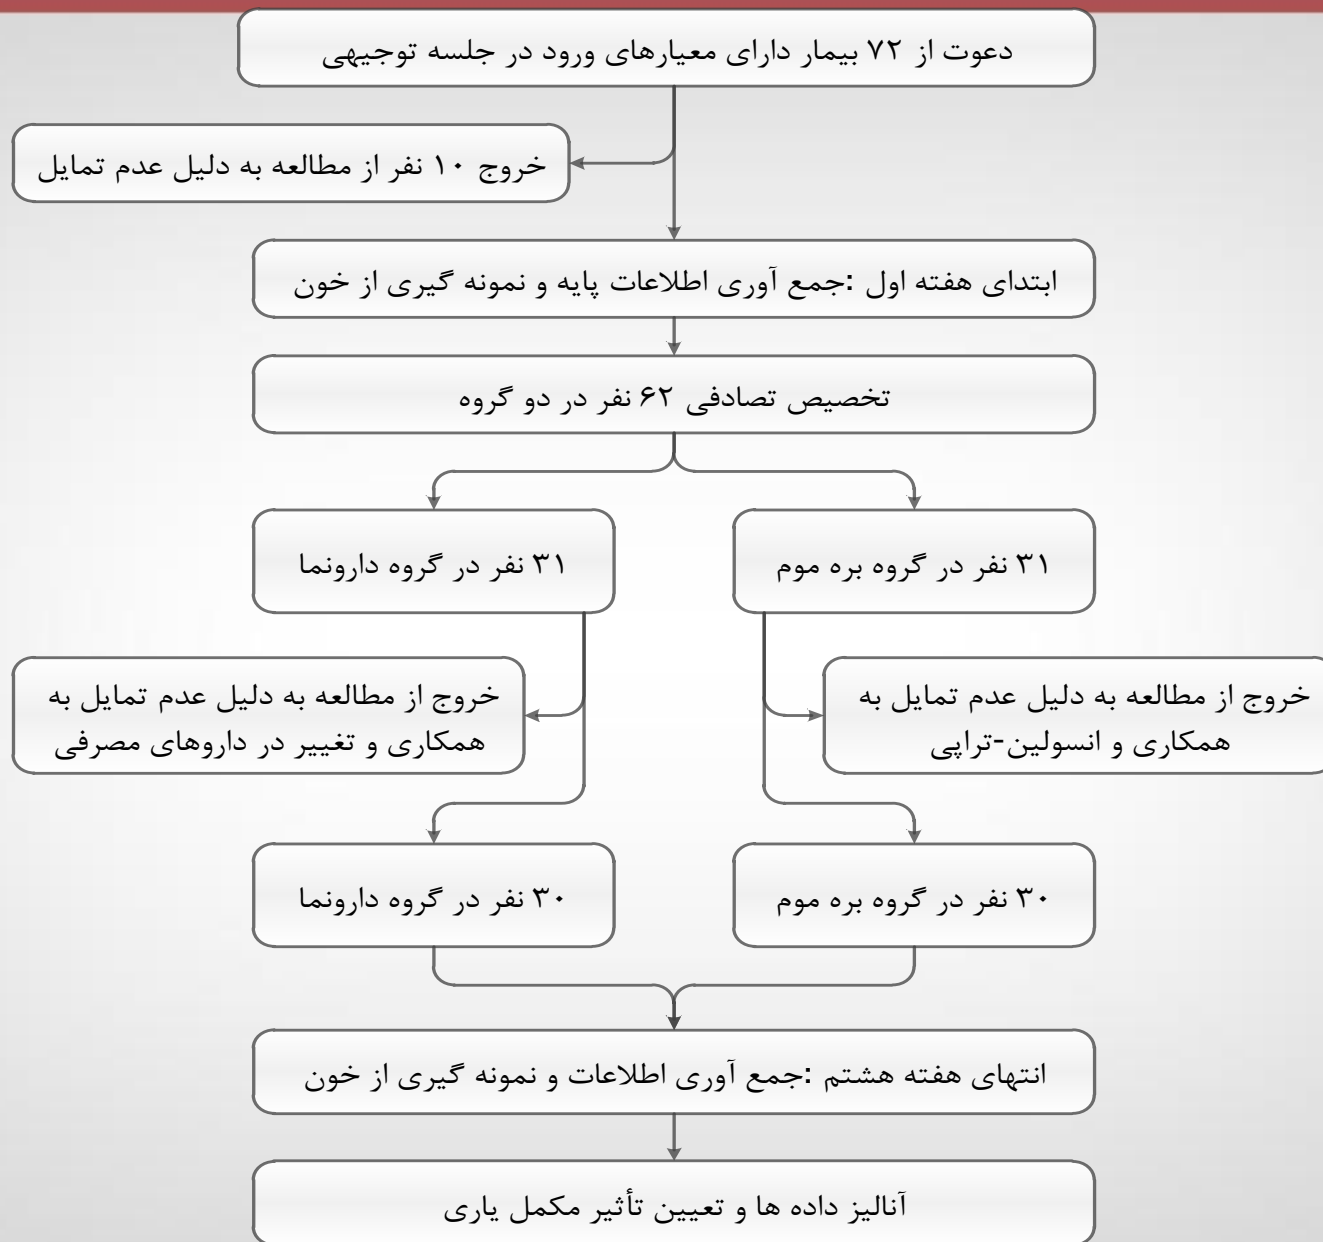 دعوت از ۷۲ بیمار دارای معیارهای ورود در جلسه توجیهی
خروج ۱۰ نفر از مطالعه به دلیل عدم تمایل
ابتدای هفته اول :جمع آوری اطلاعات پایه و نمونه گیری از خون
تخصیص تصادفی ۶۲ نفر در دو گروه
۳۱ نفر در گروه بره موم
۳۱ نفر در گروه دارونما
خروج از مطالعه به دلیل عدم تمایل به
همکاری و انسولین-تراپی
خروج از مطالعه به دلیل عدم تمایل به
همکاری و تغییر در داروهای مصرفی
۳۰ نفر در گروه بره موم
۳۰ نفر در گروه دارونما
انتهای هفته هشتم :جمع آوری اطلاعات و نمونه گیری از خون
آنالیز داده ها و تعیین تأثیر مکمل یاری